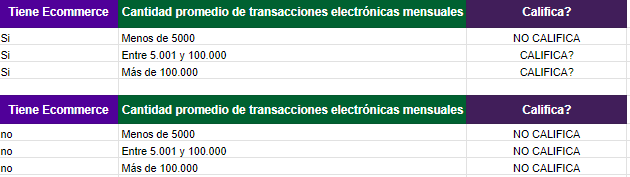 Tiene Ecommerce Cantidad promedio de transacciones electrónicas mensuales Califica?
Si Menos de 5000 NO CALIFICA
Si Entre 5.001 y 100.000 CALIFICA?
Si Más de 100.000 CALIFICA?
Tiene Ecommerce Cantidad promedio de transacciones electrónicas mensuales Califica?
no Menos de 5000 NO CALIFICA
no Entre 5.001 y 100.000 NO CALIFICA
no Más de 100.000 NO CALIFICA